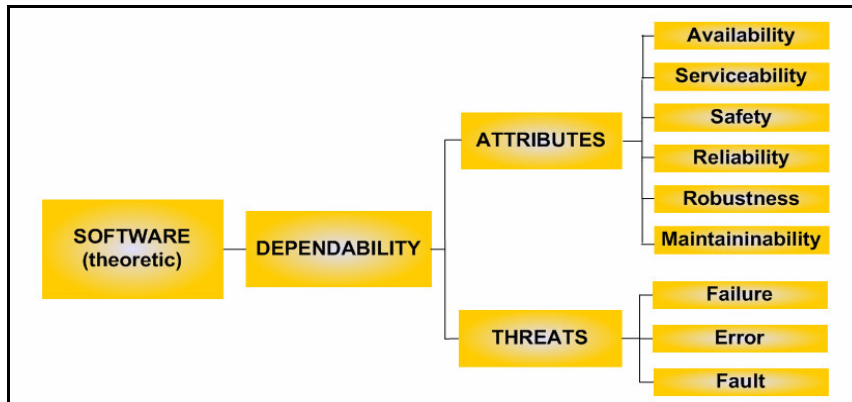 SOFTWARE
(theoretic)
DEPENDABILITY
ATTRIBUTES
Availability
Serviceability
Safety
Reliability
Robustness
Maintaininability
THREATS
Failure
Error
Fault